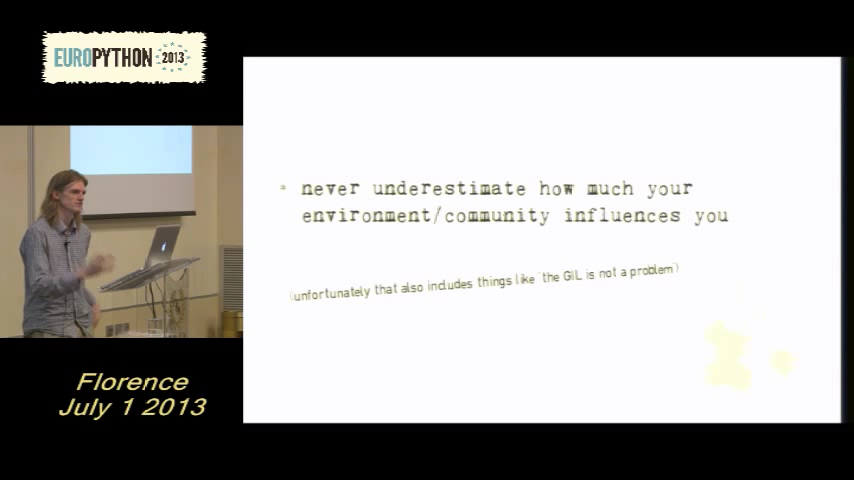 EUROPYTHON 2013
* never underestimate how much your
environment/community influences you
(unfortunately that also includes things like "the GIL is not a problem")
Florence
July 1 2013